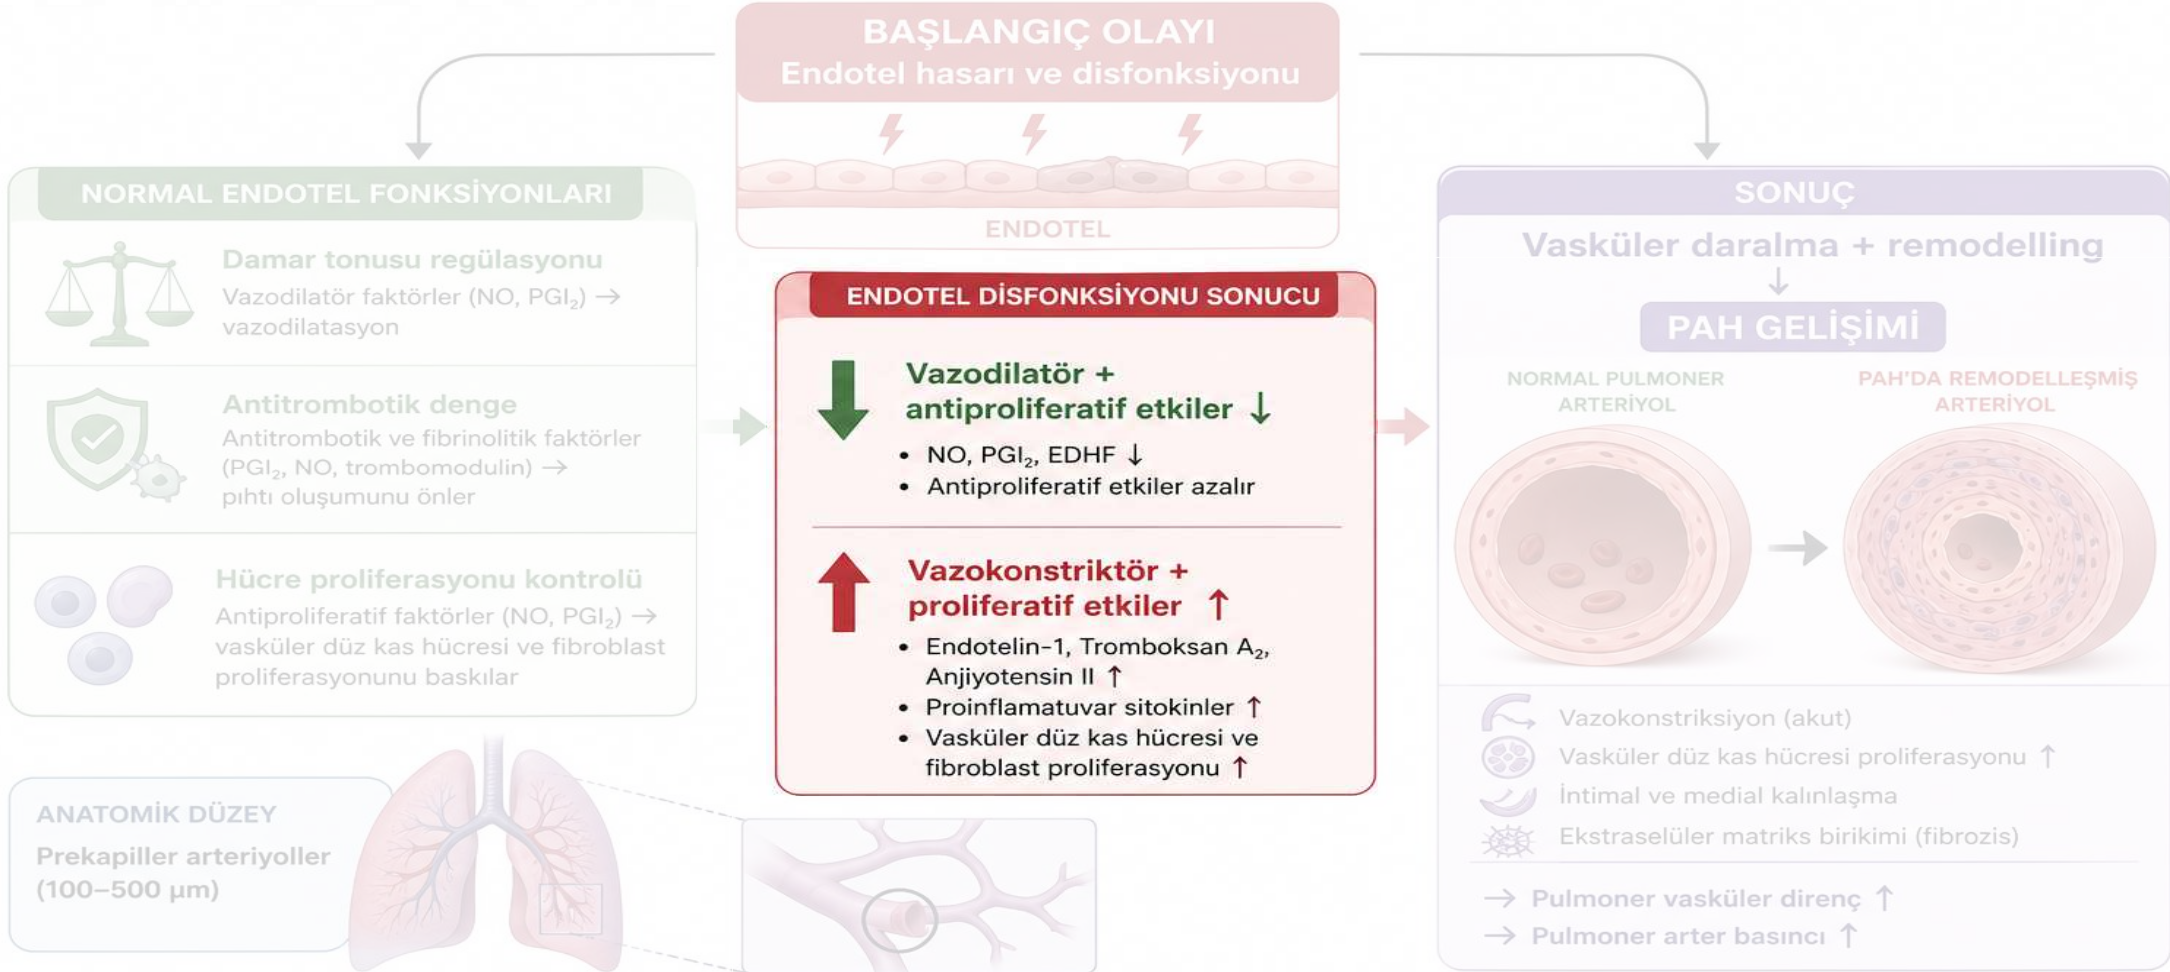 BAŞLANGIÇ OLAYI
Endotel hasarı ve disfonksiyonu
ENDOTEL
NORMAL ENDOTEL FONKSİYONLARI
Damar tonusu regülasyonu
Vazodilatör faktörler (NO, PGI₂) →
vazodilatasyon
Antitrombotik denge
Antitrombotik ve fibrinolitik faktörler
(PGI₂, NO, trombomodulin) →
pıhtı oluşumunu önler
Hücre proliferasyonu kontrolü
Antiproliferatif faktörler (NO, PGI₂) →
vasküler düz kas hücresi ve fibroblast
proliferasyonunu baskılar
ANATOMİK DÜZEY
Prekapiller arteriyoller
(100–500 µm)
ENDOTEL DİSFONKSİYONU SONUCU
Vazodilatör +
antiproliferatif etkiler ↓
• NO, PGI₂, EDHF ↓
• Antiproliferatif etkiler azalır
Vazokonstriktör +
proliferatif etkiler ↑
• Endotelin-1, Tromboksan A₂,
Anjiyotensin II ↑
• Proinflamatuvar sitokinler ↑
• Vasküler düz kas hücresi ve
fibroblast proliferasyonu ↑
SONUÇ
Vasküler daralma + remodelling
↓
PAH GELİŞİMİ
NORMAL PULMONER
ARTERİYOL
PAH'DA REMODELLEŞMİŞ
ARTERİYOL
Vazokonstriksiyon (akut)
Vasküler düz kas hücresi proliferasyonu ↑
İntimal ve medial kalınlaşma
Ekstraselüler matriks birikimi (fibrozis)
→ Pulmoner vasküler direnç ↑
→ Pulmoner arter basıncı ↑